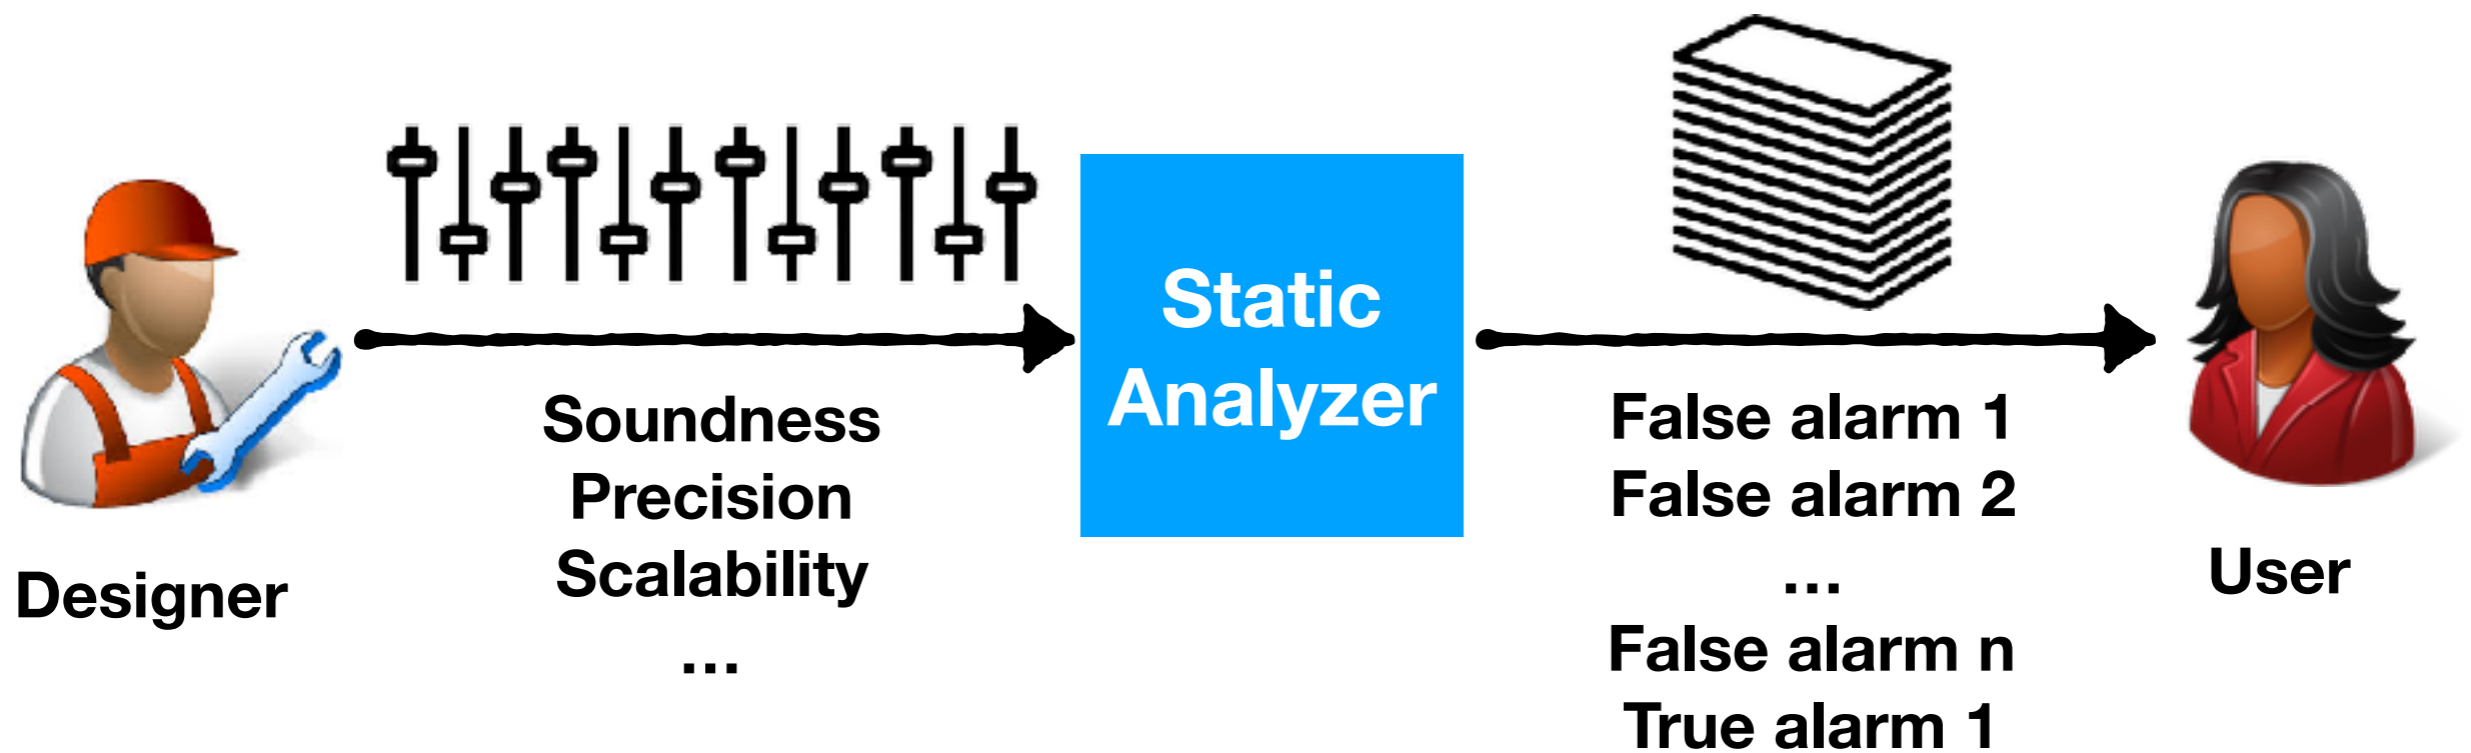 Designer
Soundness
Precision
Scalability
...
Static
Analyzer
False alarm 1
False alarm 2
...
False alarm n
True alarm 1
User